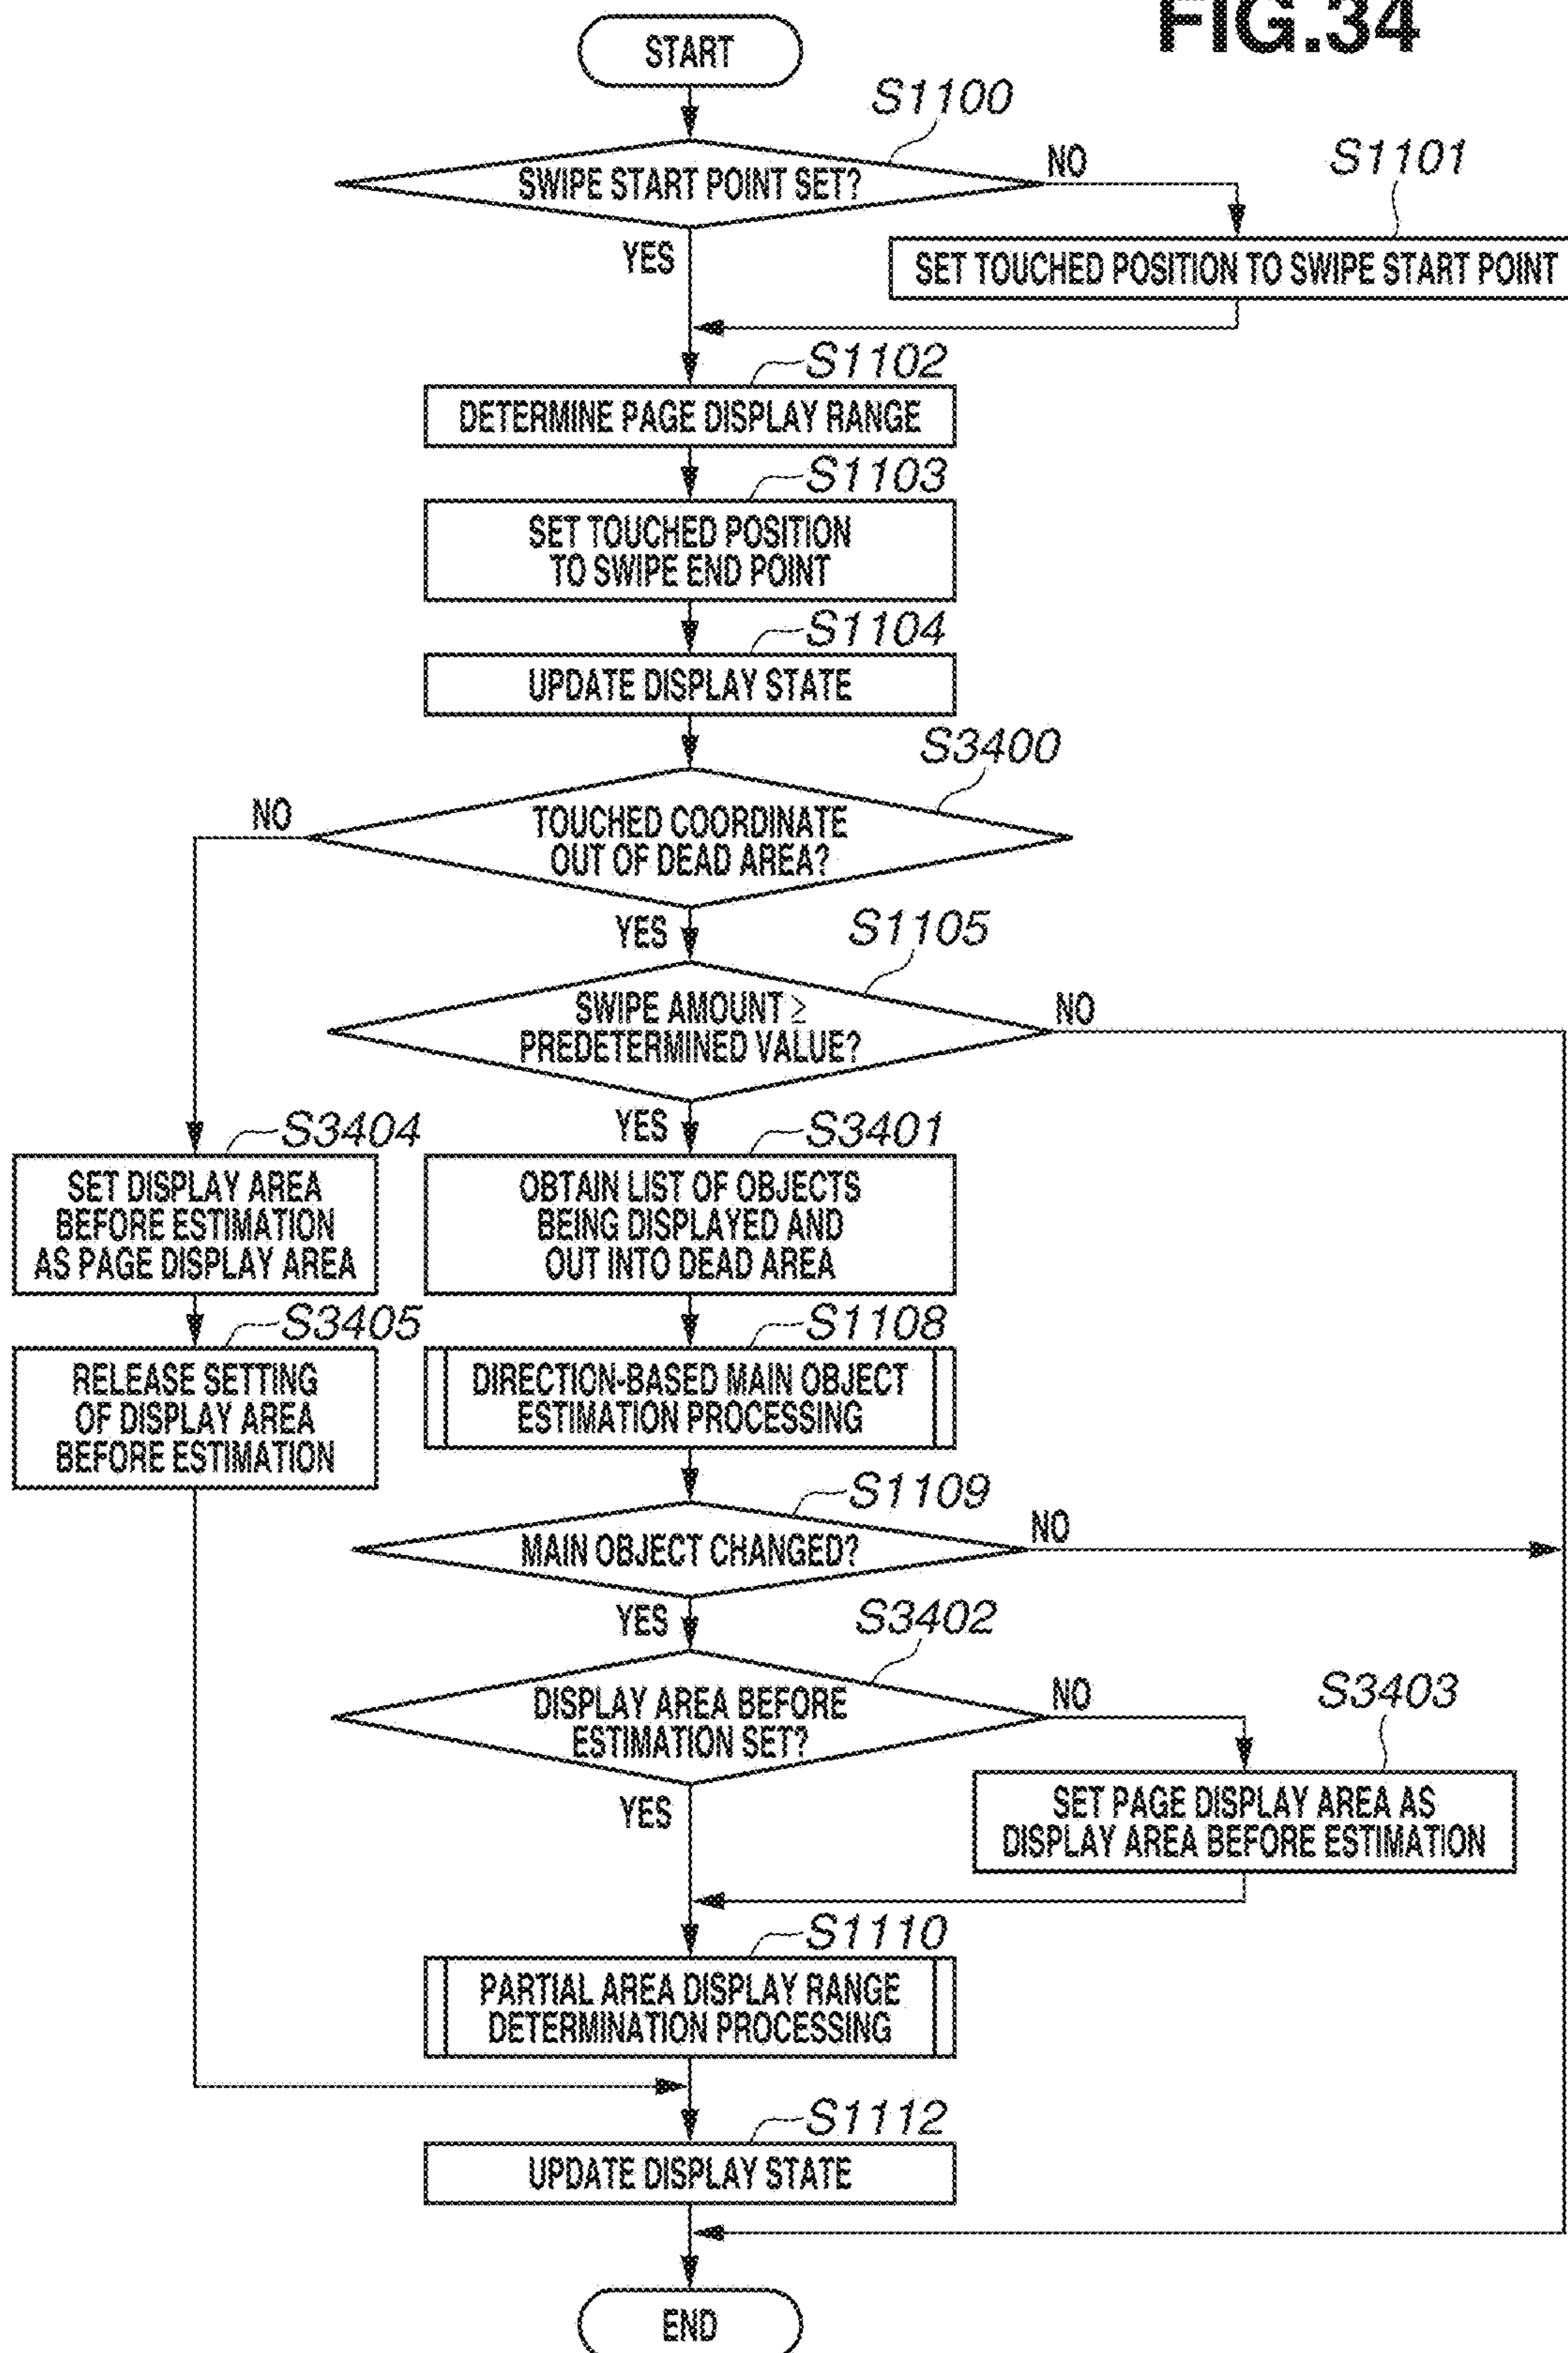 FIG.34
START
S1100
SWIPE START POINT SET?
NO
S1101
YES
SET TOUCHED POSITION TO SWIPE START POINT
S1102
DETERMINE PAGE DISPLAY RANGE
S1103
SET TOUCHED POSITION
TO SWIPE END POINT
S1104
UPDATE DISPLAY STATE
S3400
NO
TOUCHED COORDINATE
OUT OF DEAD AREA?
YES
S1105
SWIPE AMOUNT ≥
PREDETERMINED VALUE?
NO
YES
S3404
SET DISPLAY AREA
BEFORE ESTIMATION
AS PAGE DISPLAY AREA
S3401
OBTAIN LIST OF OBJECTS
BEING DISPLAYED AND
OUT INTO DEAD AREA
S3405
RELEASE SETTING
OF DISPLAY AREA
BEFORE ESTIMATION
S1108
DIRECTION-BASED MAIN OBJECT
ESTIMATION PROCESSING
S1109
MAIN OBJECT CHANGED?
NO
YES
S3402
DISPLAY AREA BEFORE
ESTIMATION SET?
NO
S3403
YES
SET PAGE DISPLAY AREA AS
DISPLAY AREA BEFORE ESTIMATION
S1110
PARTIAL AREA DISPLAY RANGE
DETERMINATION PROCESSING
S1112
UPDATE DISPLAY STATE
END